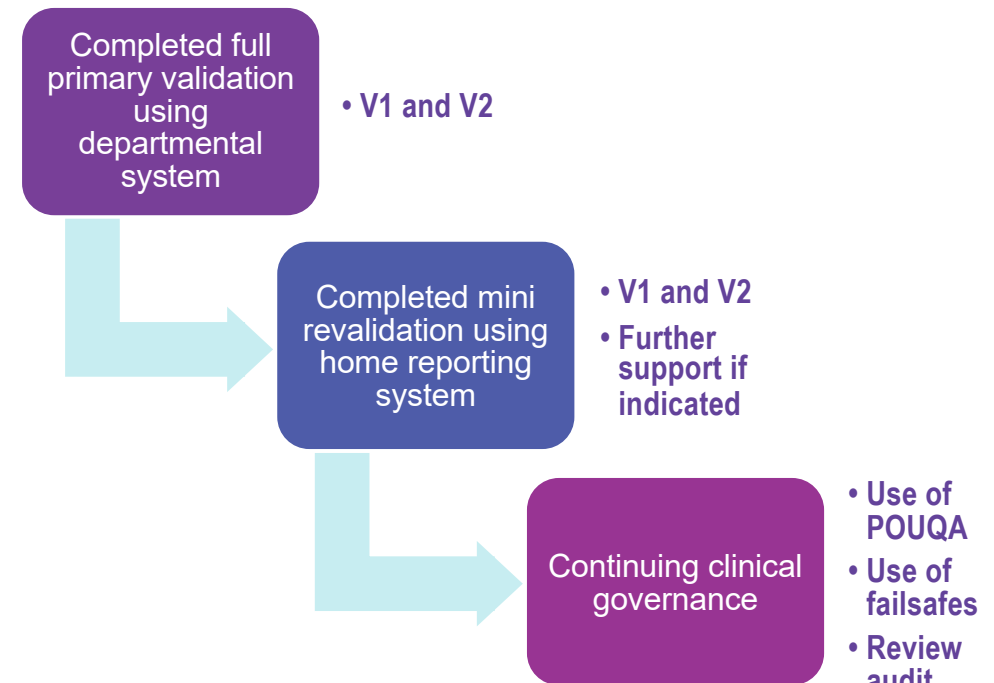 Completed full
primary validation
using
departmental
system
• V1 and V2
Completed mini
revalidation using
home reporting
system
• V1 and V2
• Further
support if
indicated
Continuing clinical
governance
• Use of
POUQA
• Use of
failsafes
• Review
audit